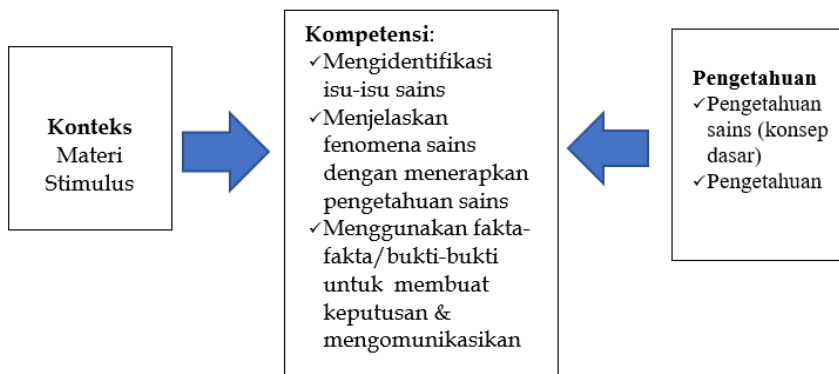 Konteks
Materi
Stimulus
Kompetensi:
✓Mengidentifikasi
isu-isu sains
✓Menjelaskan
fenomena sains
dengan menerapkan
pengetahuan sains
✓Menggunakan fakta-
fakta/bukti-bukti
untuk membuat
keputusan &
mengomunikasikan
Pengetahuan
✓Pengetahuan
sains (konsep
dasar)
✓Pengetahuan